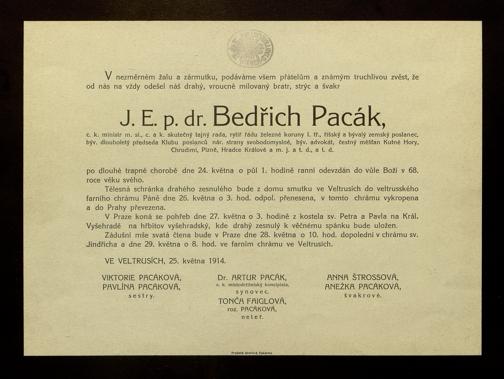 V nezměrném žalu a zármutku, podáváme všem přátelům a známým truchlivou zvěst, že
od nás na vždy odešel náš drahý, vroucně milovaný bratr, strýc a švakr
J. E. p. dr. Bedřich Pacák,
c. k. ministr m. sl., c. a k. skutečný tajný rada, rytíř řádu železné koruny I. tř., říšský a bývalý zemský poslanec,
býv. dlouholetý předseda Klubu poslanců nár. strany svobodomyslné, býv. advokát, čestný měšťan Kutné Hory,
Chrudimi, Plzně, Hradce Králové a m. j. a t. d., a t. d.
po dlouhé trapné chorobě dne 24. května o půl 1. hodině ranní odevzdán do vůle Boží v 68.
roce věku svého.
Tělesná schránka drahého zesnulého bude z domu smutku ve Veltrusích do veltrusského
farního chrámu Páně dne 26. května o 3. hod. odpol. přenesena, v tomto chrámu vykropena
a do Prahy převezena.
V Praze koná se pohřeb dne 27. května o 3. hodině z kostela sv. Petra a Pavla na Král.
Vyšehradě na hřbitov vyšehradský, kde drahý zesnulý k věčnému spánku bude uložen.
Zádušní mše svatá čtena bude v Praze dne 28. května o 10. hod. dopolední v chrámu sv.
Jindřicha a dne 29. května o 8. hod. ve farním chrámu ve Veltrusích.
VE VELTRUSÍCH, 25. května 1914.
VIKTORIE PACÁKOVÁ,
PAVLÍNA PACÁKOVÁ,
sestry.
Dr. ARTUR PACÁK,
c. k. místodržitelský koncipista,
synovec.
TONČA FAIGLOVÁ,
roz. PACÁKOVÁ,
neteř.
ANNA ŠTROSSOVÁ,
ANEŽKA PACÁKOVÁ,
švakrové.